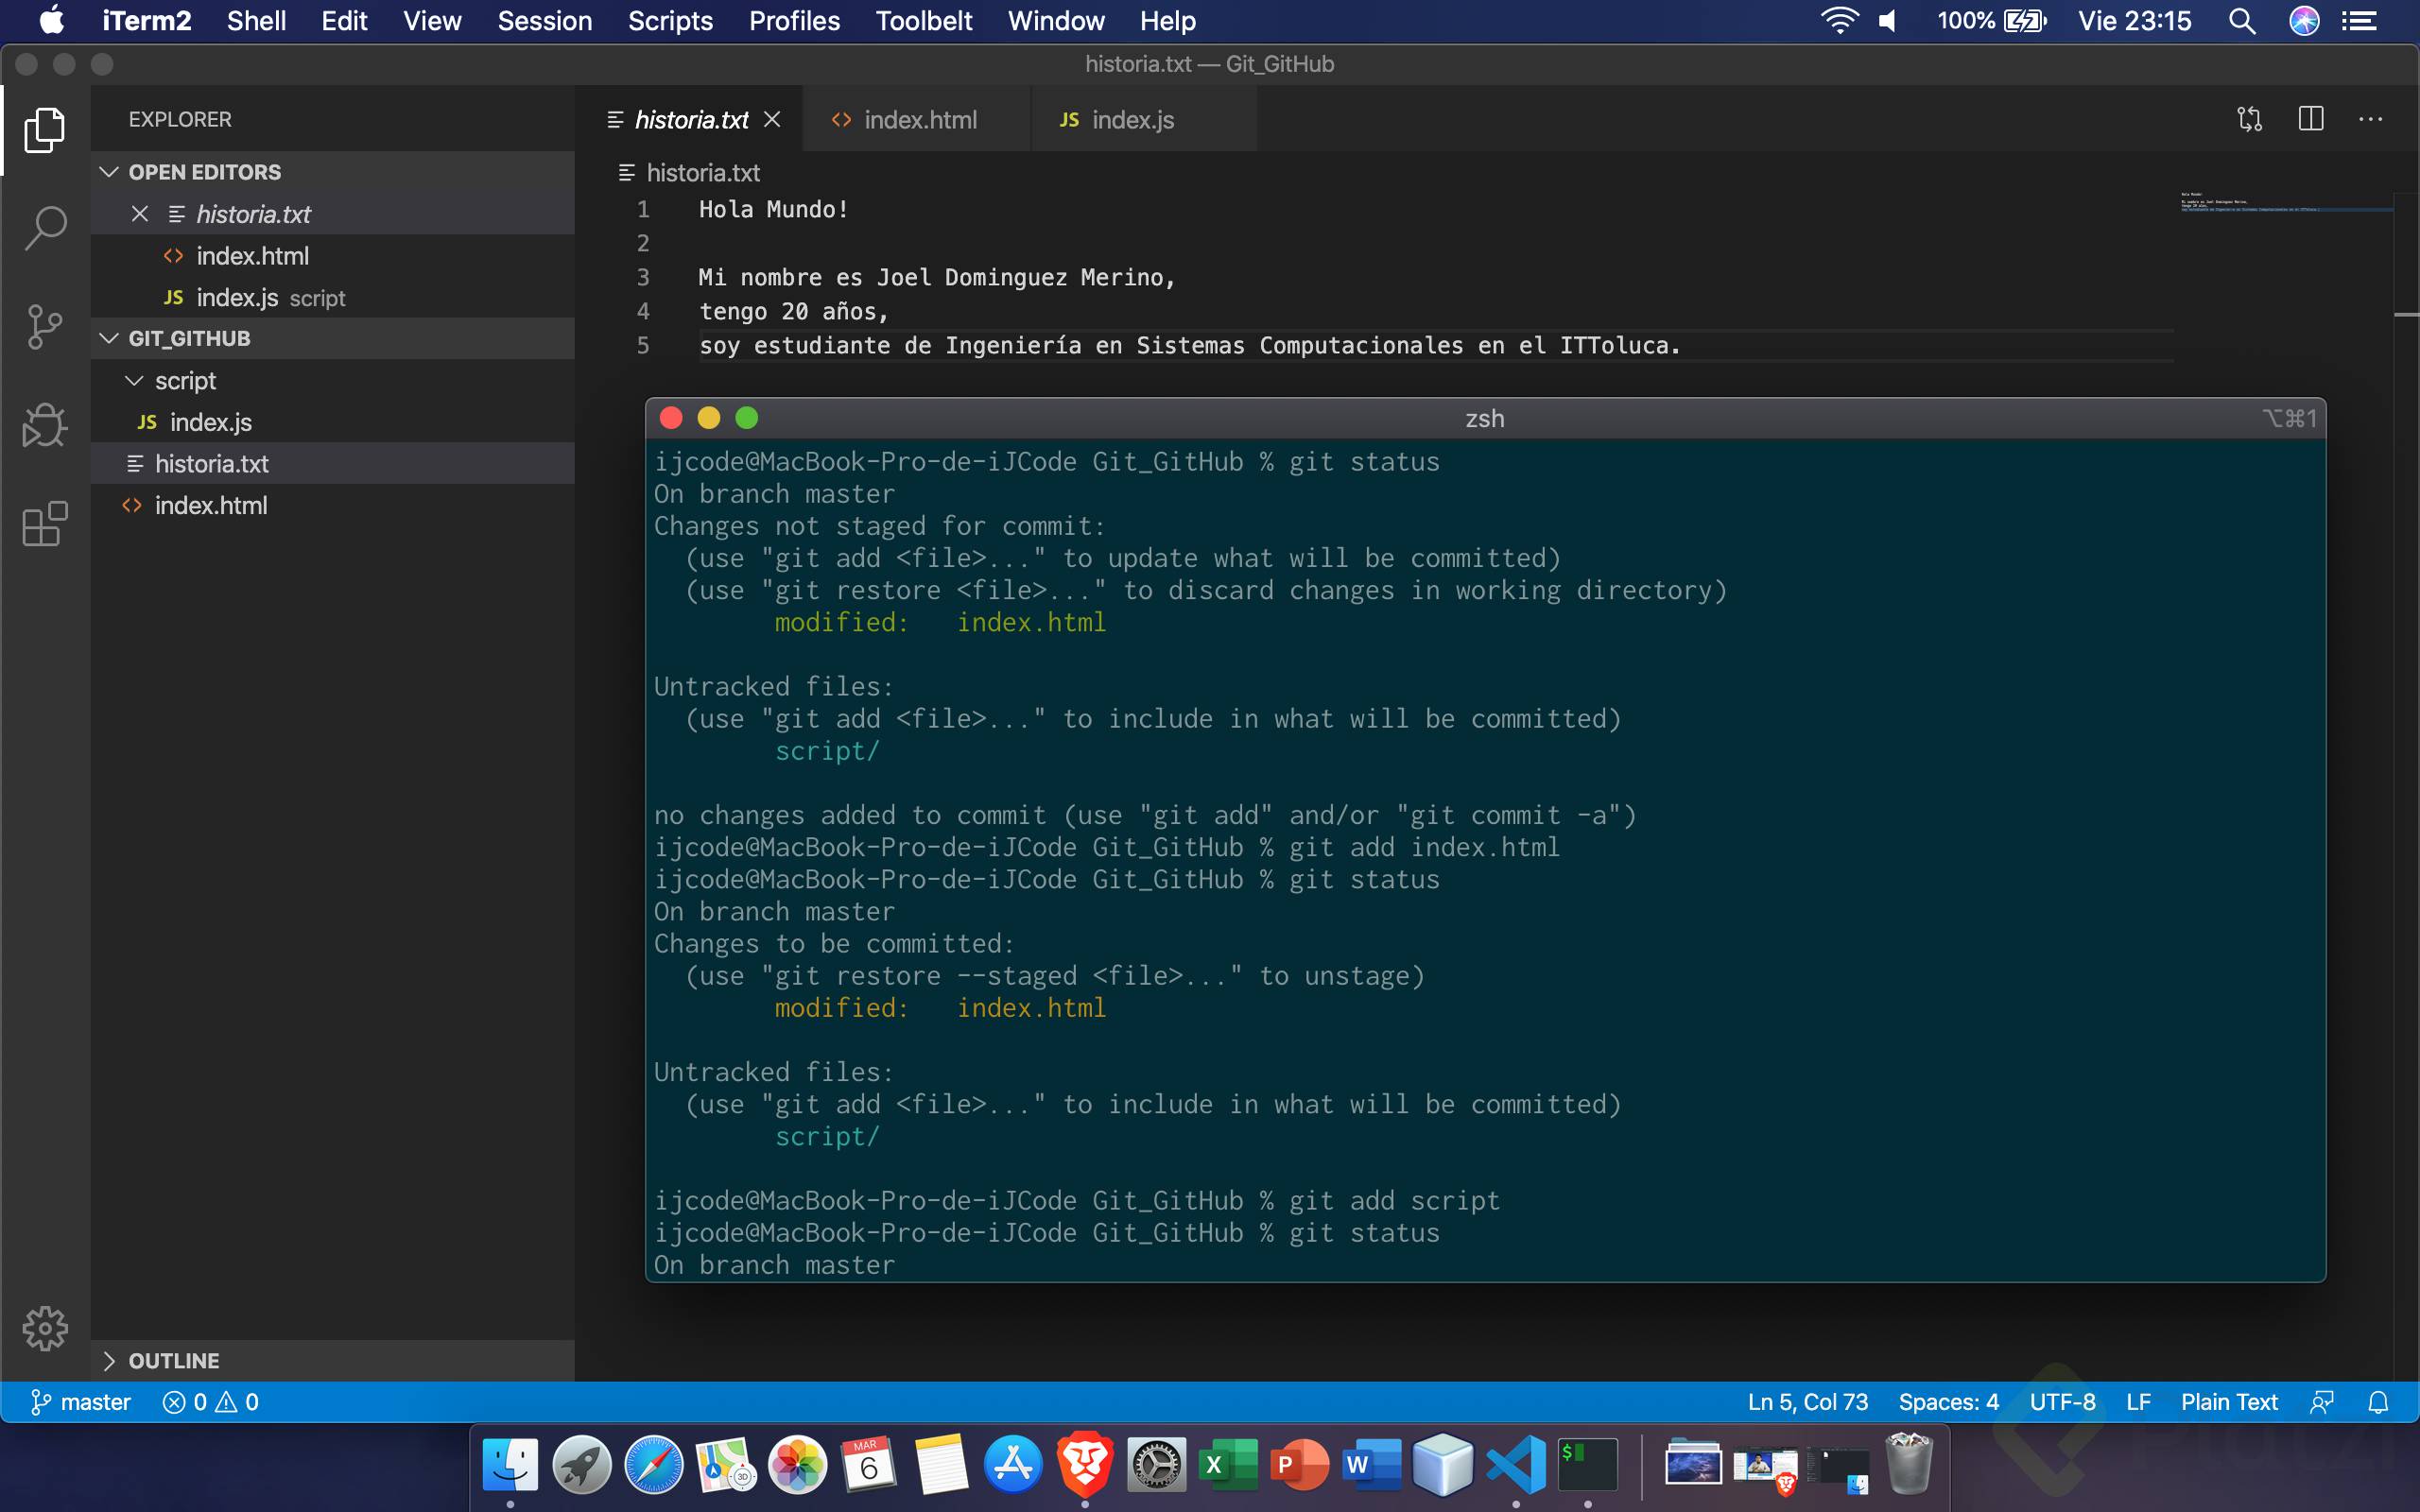 iTerm2 Shell Edit View Session Scripts Profiles Toolbelt Window Help 100% Vie 23:15
historia.txt — Git_GitHub
EXPLORER
OPEN EDITORS
historia.txt
index.html
JS index.js script
GIT_GITHUB
script
JS index.js
historia.txt
index.html
OUTLINE
historia.txt index.html JS index.js
historia.txt
1 Hola Mundo!
2
3 Mi nombre es Joel Dominguez Merino,
4 tengo 20 años,
5 soy estudiante de Ingeniería en Sistemas Computacionales en el ITToluca.
zsh ⌥⌘1
ijcode@MacBook-Pro-de-iJCode Git_GitHub % git status
On branch master
Changes not staged for commit:
(use "git add <file>..." to update what will be committed)
(use "git restore <file>..." to discard changes in working directory)
modified: index.html
Untracked files:
(use "git add <file>..." to include in what will be committed)
script/
no changes added to commit (use "git add" and/or "git commit -a")
ijcode@MacBook-Pro-de-iJCode Git_GitHub % git add index.html
ijcode@MacBook-Pro-de-iJCode Git_GitHub % git status
On branch master
Changes to be committed:
(use "git restore --staged <file>..." to unstage)
modified: index.html
Untracked files:
(use "git add <file>..." to include in what will be committed)
script/
ijcode@MacBook-Pro-de-iJCode Git_GitHub % git add script
ijcode@MacBook-Pro-de-iJCode Git_GitHub % git status
On branch master
master 0 0 Ln 5, Col 73 Spaces: 4 UTF-8 LF Plain Text
3D MAR 6 X P W $